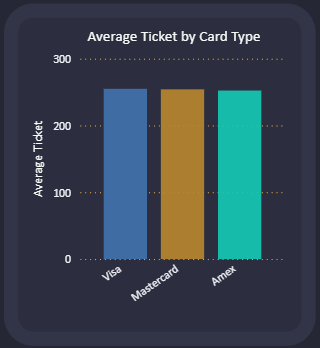 Average Ticket by Card Type
300
200
100
0
Average Ticket
Visa
Mastercard
Amex